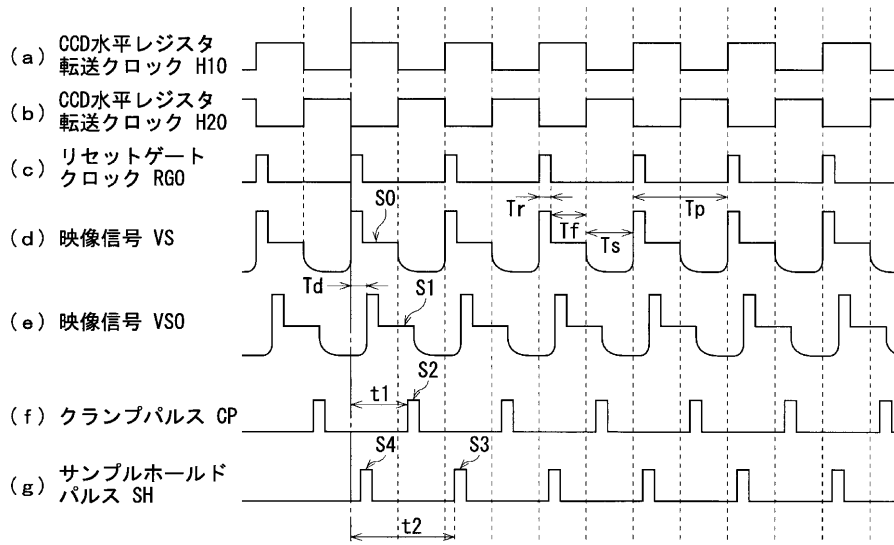 (a) CCD水平レジスタ
転送クロック H10
(b) CCD水平レジスタ
転送クロック H20
(c) リセットゲート
クロック RGO
S0
Tr
Tf
Ts
Tp
(d) 映像信号 VS
Td
S1
(e) 映像信号 VSO
t1
S2
(f) クランプパルス CP
S4
S3
(g) サンプルホールド
パルス SH
t2